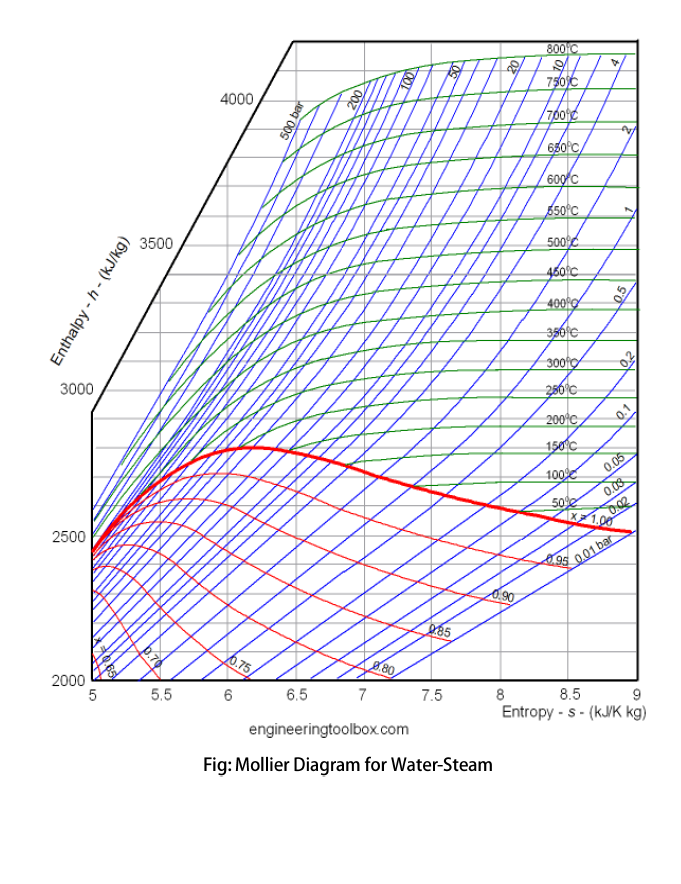 800°C
4000
500 bar
200
100
50
20
10
4
750°C
700°C
2
650°C
600°C
550°C
1
3500
500°C
450°C
Enthalpy - h - (kJ/kg)
400°C
0.5
350°C
300°C
0.2
3000
250°C
0.1
200°C
150°C
0.05
100°C
0.03
50°C
0.02
x = 1.00
2500
0.01 bar
0.95
0.90
0.85
x = 0.65
0.70
0.75
0.80
2000
5
5.5
6
6.5
7
7.5
8
8.5
9
Entropy - s - (kJ/K kg)
engineeringtoolbox.com
Fig: Mollier Diagram for Water-Steam